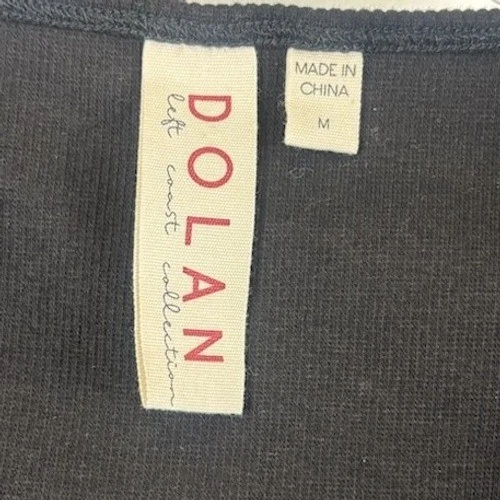 DOLAN
left coast collection
MADE IN
CHINA
M